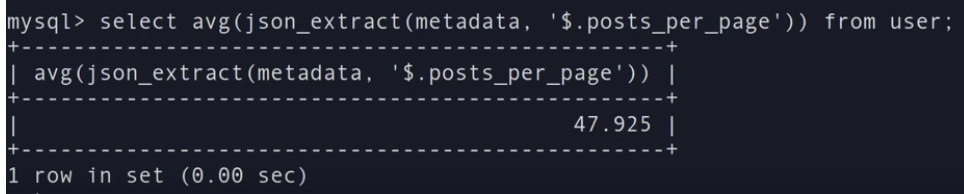 mysql> select avg(json_extract(metadata, '$.posts_per_page')) from user;
+--------------------------------------------------+
| avg(json_extract(metadata, '$.posts_per_page')) |
+--------------------------------------------------+
|                                          47.925 |
+--------------------------------------------------+
1 row in set (0.00 sec)